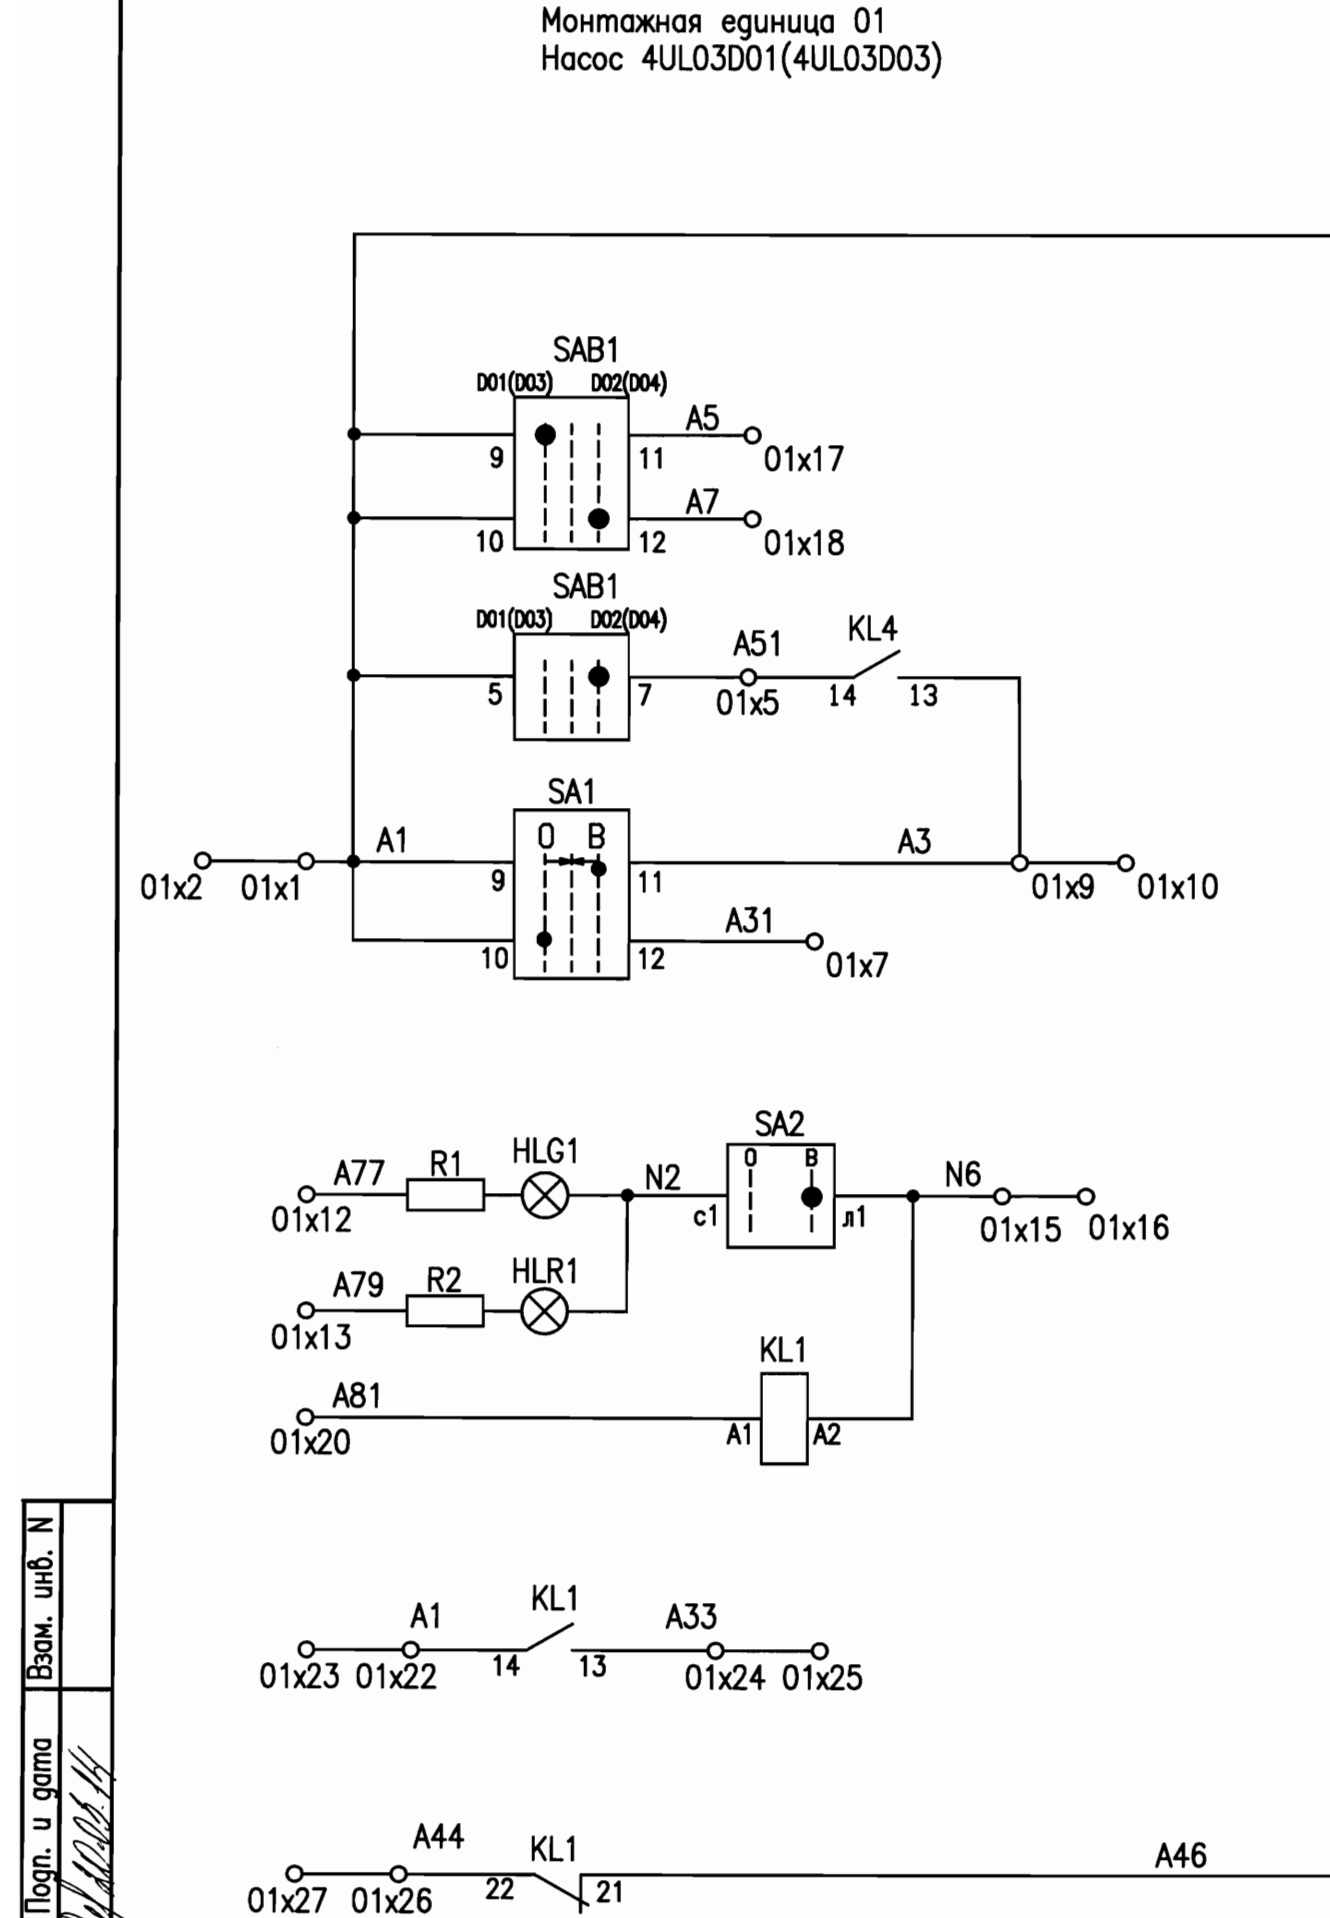 Монтажная единица 01
Насос 4UL03D01(4UL03D03)
SAB1
D01(D03) D02(D04)
A5
9 11 01x17
A7
10 12 01x18
SAB1
D01(D03) D02(D04)
A51 KL4
5 7 01x5 14 13
SA1
A1 O B A3
01x2 01x1 9 11 01x9 01x10
A31
10 12 01x7
SA2
A77 R1 HLG1 N2 O B N6
01x12 c1 л1 01x15 01x16
A79 R2 HLR1
01x13
KL1
A81
01x20 A1 A2
A1 KL1 A33
01x23 01x22 14 13 01x24 01x25
A44 KL1 A46
01x27 01x26 22 21
Взам. инв. N
Подп. и дата